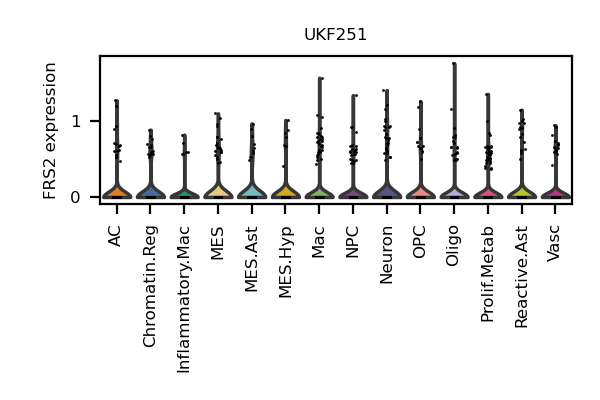 UKF251
FRS2 expression
1
0
AC
Chromatin.Reg
Inflammatory.Mac
MES
MES.Ast
MES.Hyp
Mac
NPC
Neuron
OPC
Oligo
Prolif.Metab
Reactive.Ast
Vasc